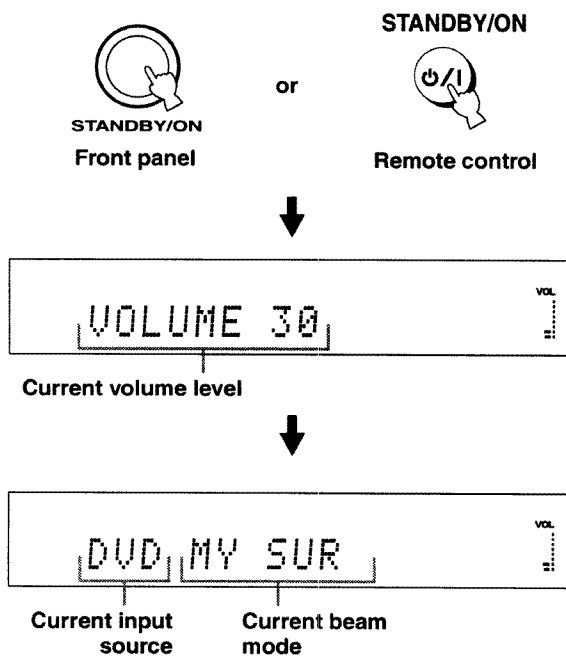 STANDBY/ON
STANDBY/ON
Front panel
or
⏻/I
Remote control
VOLUME 30
VOL
Current volume level
DVD MY SUR
VOL
Current input source
Current beam mode